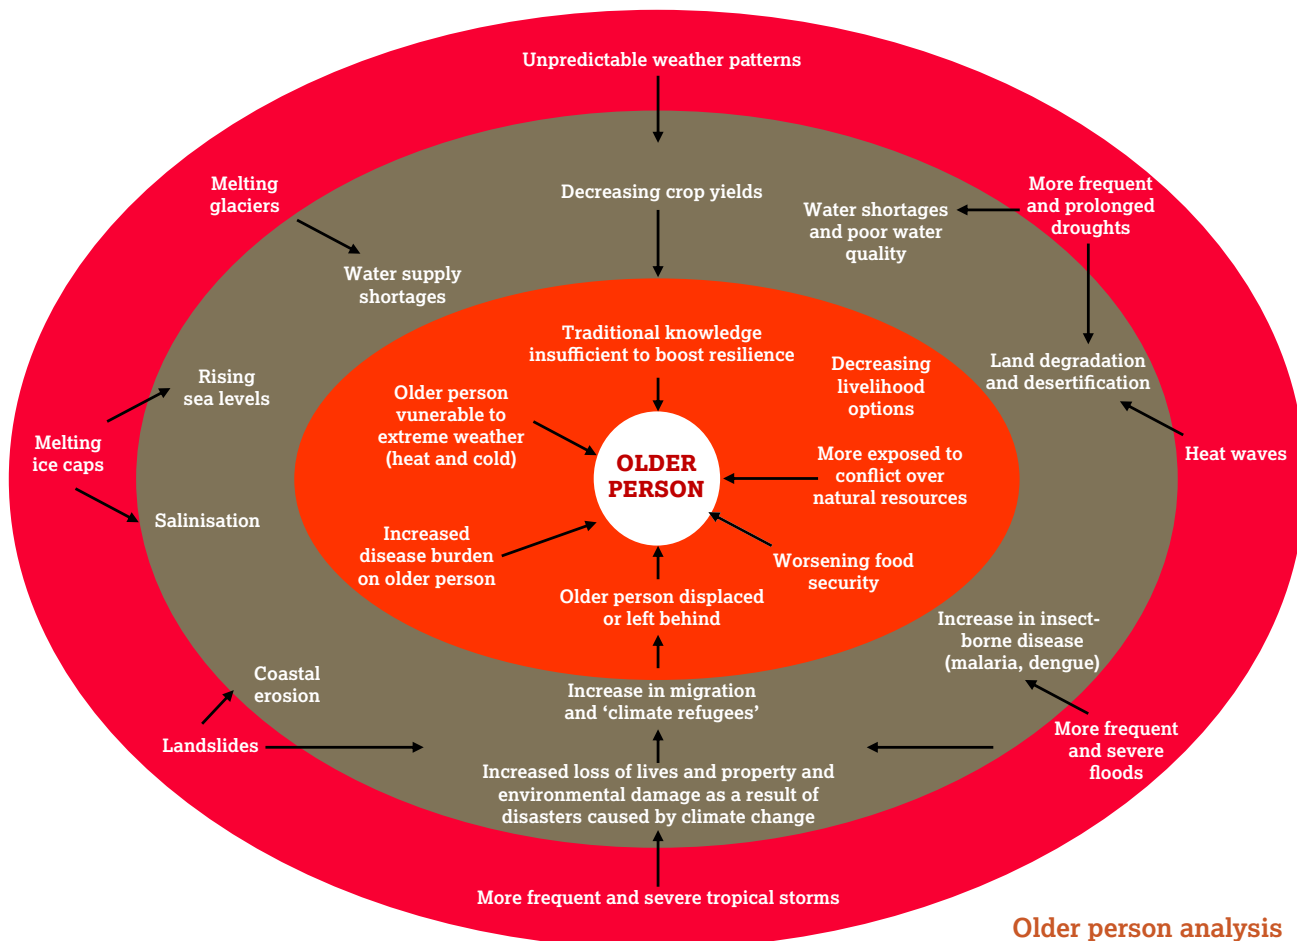 Unpredictable weather patterns
Melting
glaciers
Decreasing crop yields
More frequent
and prolonged
droughts
Water shortages
and poor water
quality
Water supply
shortages
Traditional knowledge
insufficient to boost resilience
Decreasing
livelihood
options
Land degradation
and desertification
Rising
sea levels
Older person
vunerable to
extreme weather
(heat and cold)
Melting
ice caps
OLDER
PERSON
More exposed to
conflict over
natural resources
Heat waves
Salinisation
Increased
disease burden
on older person
Worsening food
security
Older person displaced
or left behind
Increase in insect-
borne disease
(malaria, dengue)
Coastal
erosion
Increase in migration
and ‘climate refugees’
Landslides
More frequent
and severe
floods
Increased loss of lives and property and
environmental damage as a result of
disasters caused by climate change
More frequent and severe tropical storms
Older person analysis